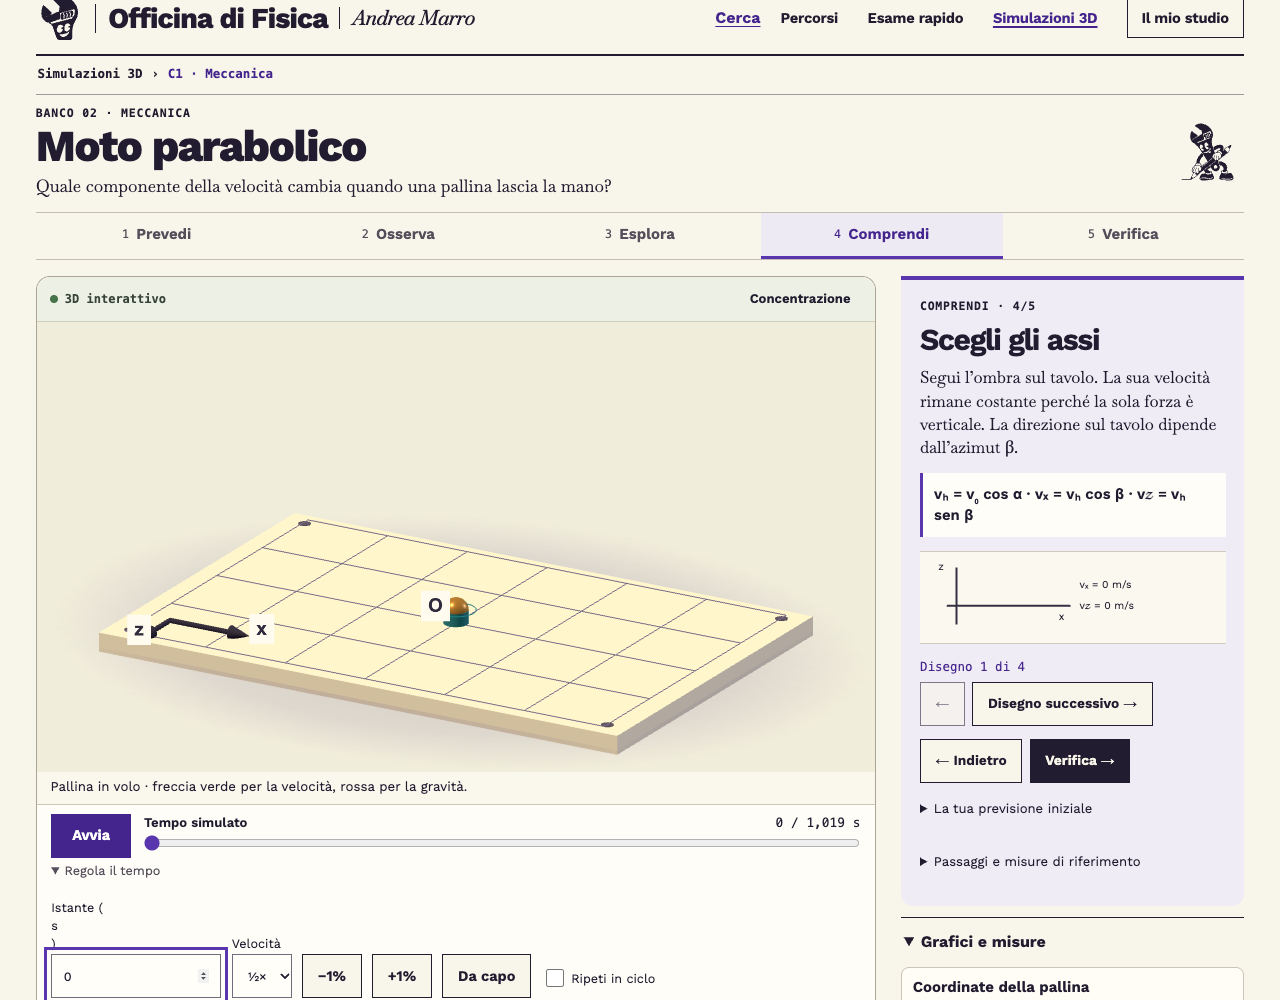 Officina di Fisica
Andrea Marro
Cerca
Percorsi
Esame rapido
Simulazioni 3D
Il mio studio
Simulazioni 3D › C1 · Meccanica
BANCO 02 · MECCANICA
Moto parabolico
Quale componente della velocità cambia quando una pallina lascia la mano?
1 Prevedi
2 Osserva
3 Esplora
4 Comprendi
5 Verifica
3D interattivo
Concentrazione
O
z
x
Pallina in volo · freccia verde per la velocità, rossa per la gravità.
Avvia
Tempo simulato
0 / 1,019 s
▼ Regola il tempo
Istante (
s
)
Velocità
0
½×
−1%
+1%
Da capo
Ripeti in ciclo
COMPRENDI · 4/5
Scegli gli assi
Segui l’ombra sul tavolo. La sua velocità
rimane costante perché la sola forza è
verticale. La direzione sul tavolo dipende
dall’azimut β.
vₕ = v₀ cos α · vₓ = vₕ cos β · vz = vₕ
sen β
z
x
vₓ = 0 m/s
vz = 0 m/s
Disegno 1 di 4
←
Disegno successivo →
← Indietro
Verifica →
▶ La tua previsione iniziale
▶ Passaggi e misure di riferimento
▼ Grafici e misure
Coordinate della pallina